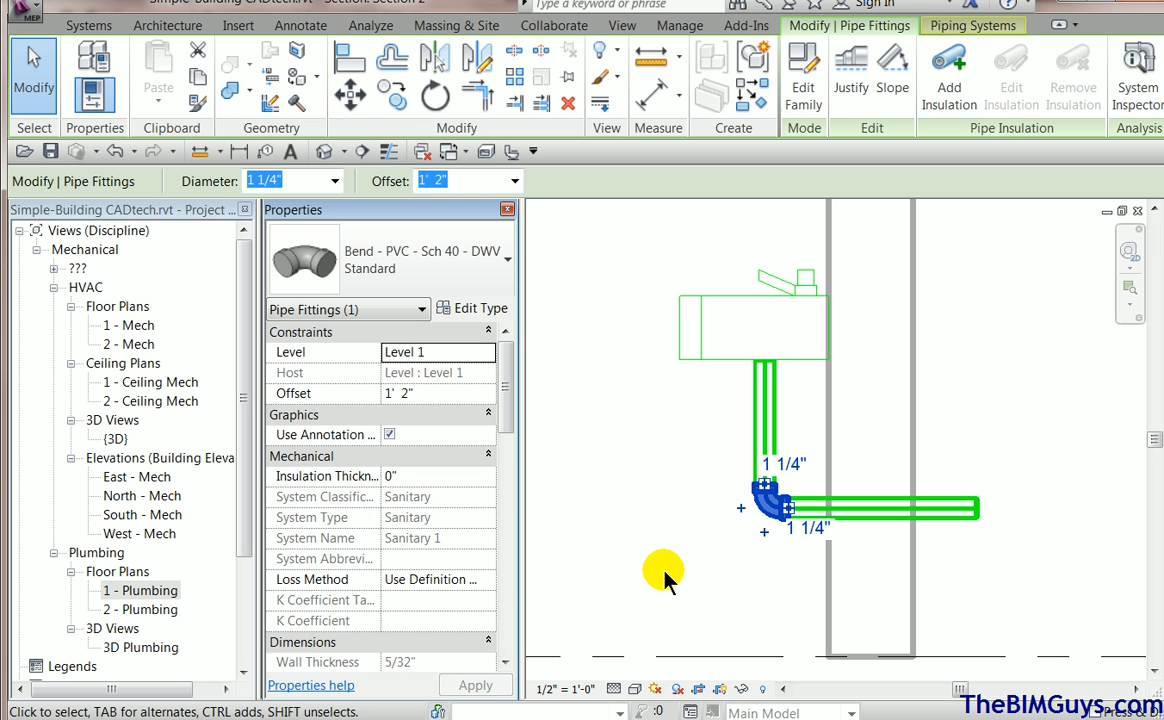 Simple-Building CADtech.rvt - Section: Section 2
Type a keyword or phrase
Sign In
MEP
Systems Architecture Insert Annotate Analyze Massing & Site Collaborate View Manage Add-Ins Modify | Pipe Fittings Piping Systems
Modify
Paste
Edit Family
Justify
Slope
Add Insulation
Edit Insulation
Remove Insulation
System Inspector
Select Properties Clipboard Geometry Modify View Measure Create Mode Edit Pipe Insulation Analysis
Modify | Pipe Fittings Diameter: 1 1/4" Offset: 1' 2"
Simple-Building CADtech.rvt - Project ...
Views (Discipline)
Mechanical
???
HVAC
Floor Plans
1 - Mech
2 - Mech
Ceiling Plans
1 - Ceiling Mech
2 - Ceiling Mech
3D Views
{3D}
Elevations (Building Eleva
East - Mech
North - Mech
South - Mech
West - Mech
Plumbing
Floor Plans
1 - Plumbing
2 - Plumbing
3D Views
3D Plumbing
Legends
Properties
Bend - PVC - Sch 40 - DWV
Standard
Pipe Fittings (1) Edit Type
Constraints
Level Level 1
Host Level : Level 1
Offset 1' 2"
Graphics
Use Annotation ...
Mechanical
Insulation Thickn... 0"
System Classific... Sanitary
System Type Sanitary
System Name Sanitary 1
System Abbrevi...
Loss Method Use Definition ...
K Coefficient Ta...
K Coefficient
Dimensions
Wall Thickness 5/32"
Properties help Apply
1 1/4"
1 1/4"
1/2" = 1'-0"
TheBIMGuys.com
Click to select, TAB for alternates, CTRL adds, SHIFT unselects. :0 Main Model